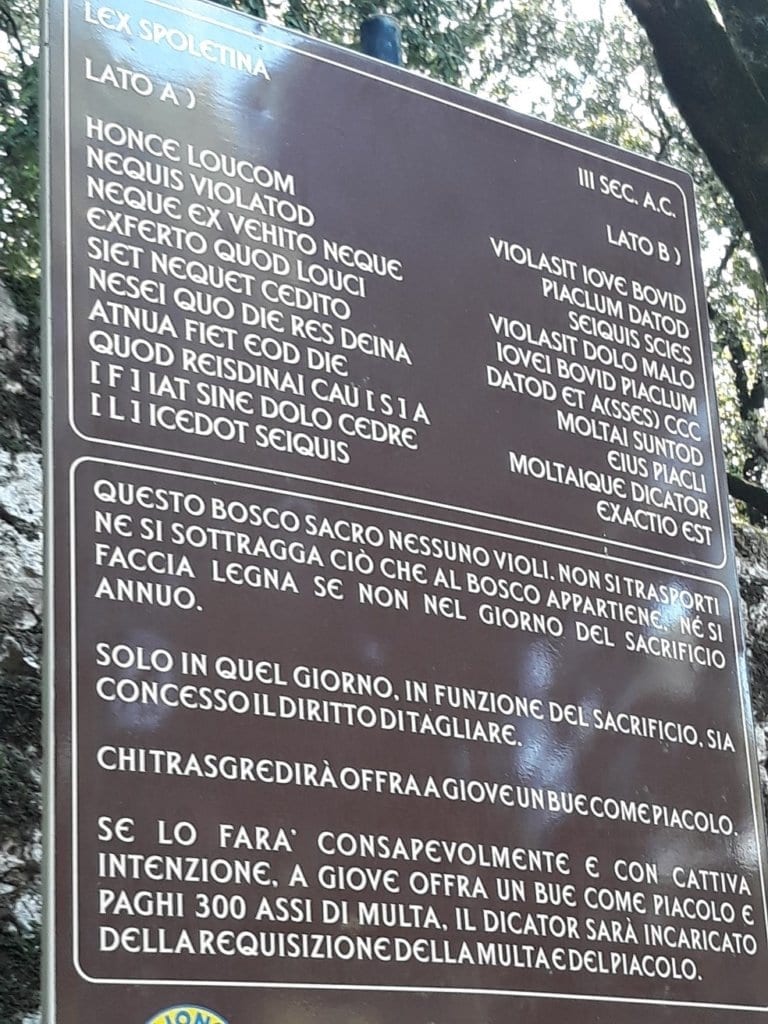 LEX SPOLETINA
III SEC. A.C.
LATO A )
HONCE LOUCOM
NEQUIS VIOLATOD
NEQUE EX VEHITO NEQUE
EXFERTO QUOD LOUCI
SIET NEQUET CEDITO
NESEI QUO DIE RES DEINA
ATNUA FIET EOD DIE
QUOD REISDINAI CAU [ S ] A
[ F ] IAT SINE DOLO CEDRE
[ L ] ICEDOT SEIQUIS
LATO B )
VIOLASIT IOVE BOVID
PIACLUM DATOD
SEIQUIS SCIES
VIOLASIT DOLO MALO
IOVEI BOVID PIACLUM
DATOD ET A(SSES) CCC
MOLTAI SUNTOD
EIUS PIACLI
MOLTAIQUE DICATOR
EXACTIO EST
QUESTO BOSCO SACRO NESSUNO VIOLI. NON SI TRASPORTI
NE SI SOTTRAGGA CIÒ CHE AL BOSCO APPARTIENE. NÉ SI
FACCIA LEGNA SE NON NEL GIORNO DEL SACRIFICIO
ANNUO.
SOLO IN QUEL GIORNO, IN FUNZIONE DEL SACRIFICIO, SIA
CONCESSO IL DIRITTO DI TAGLIARE.
CHI TRASGREDIRÀ OFFRA A GIOVE UN BUE COME PIACOLO.
SE LO FARA' CONSAPEVOLMENTE E CON CATTIVA
INTENZIONE, A GIOVE OFFRA UN BUE COME PIACOLO E
PAGHI 300 ASSI DI MULTA, IL DICATOR SARÀ INCARICATO
DELLA REQUISIZIONE DELLA MULTA E DEL PIACOLO.